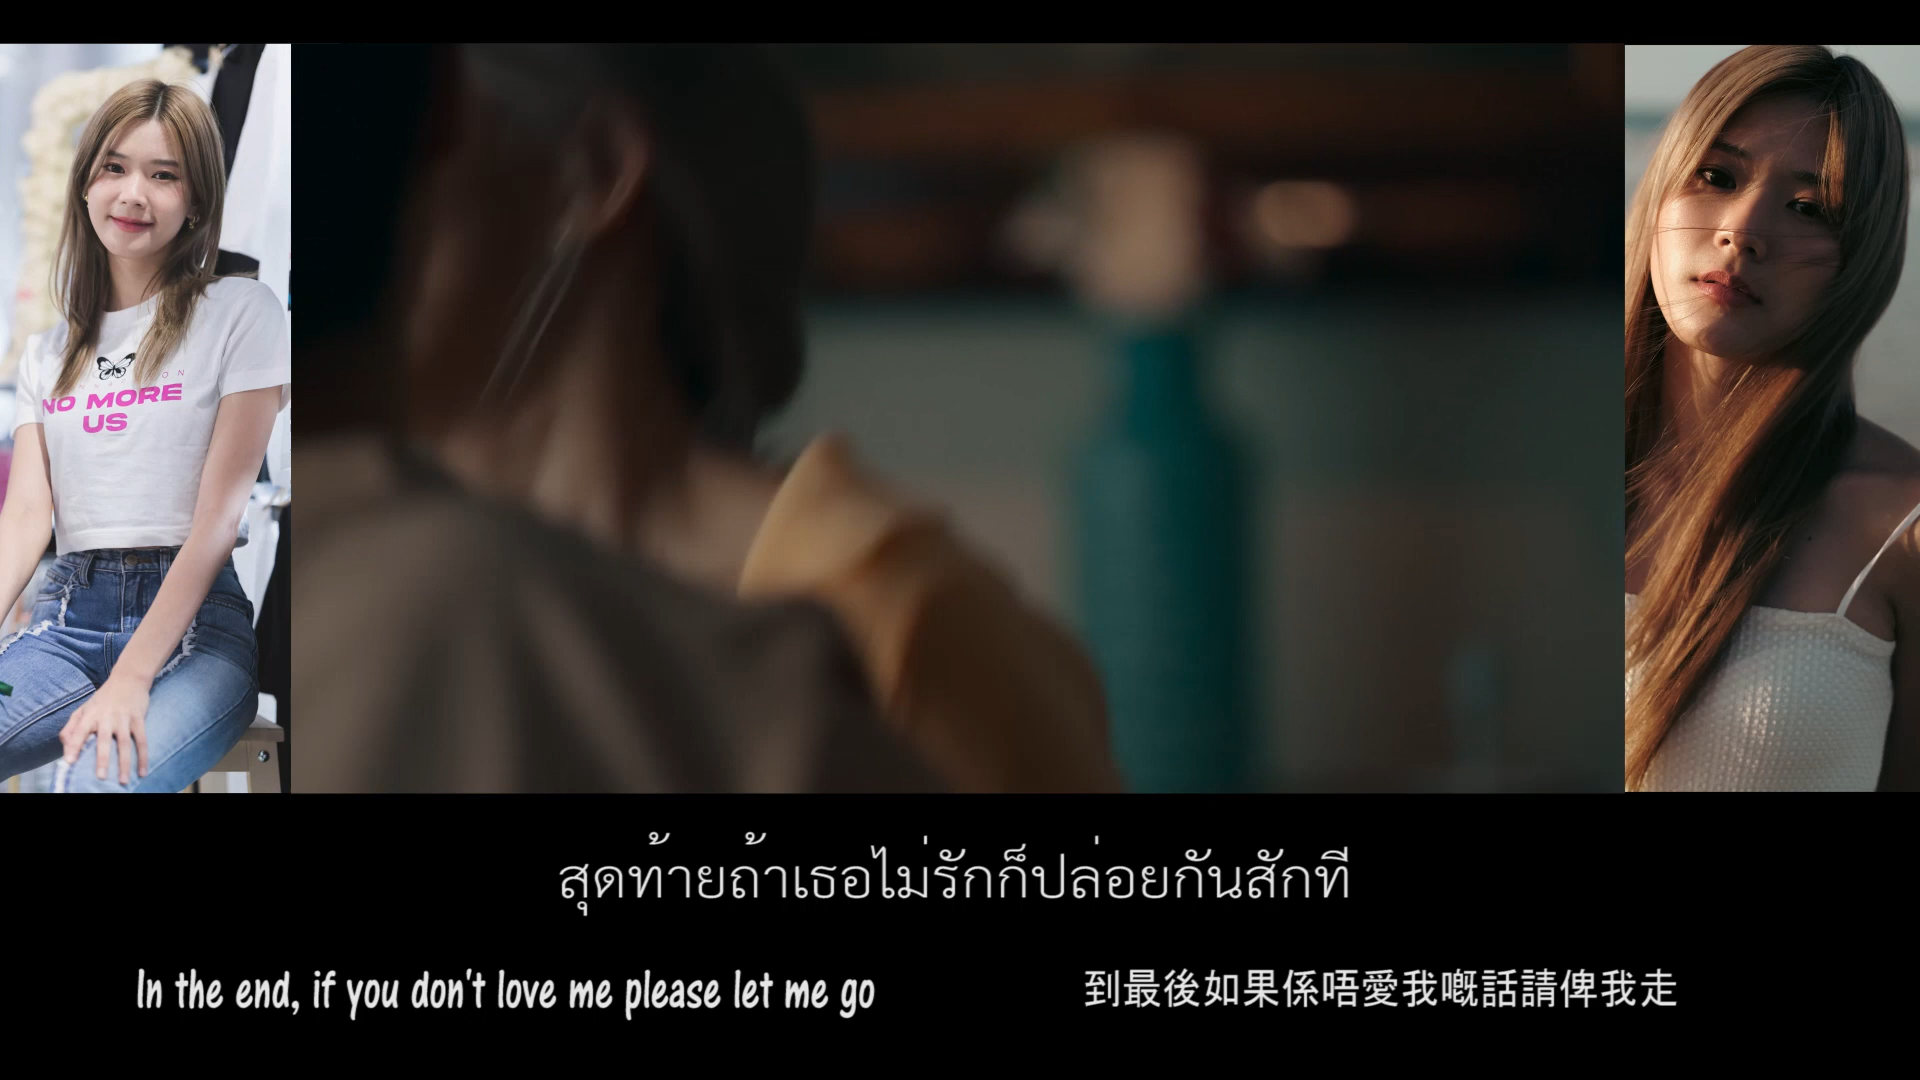 NO MORE
US
สุดท้ายถ้าเธอไม่รักก็ปล่อยกันสักที
In the end, if you don't love me please let me go
到最後如果係唔愛我嘅話請俾我走